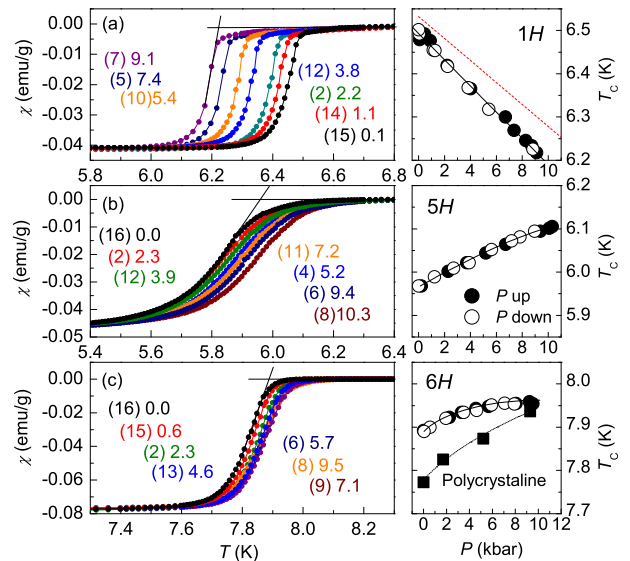 (a)
(7) 9.1
(5) 7.4
(10)5.4
(12) 3.8
(2) 2.2
(14) 1.1
(15) 0.1
0.00
-0.01
-0.02
-0.03
-0.04
χ (emu/g)
5.8 6.0 6.2 6.4 6.6 6.8
1H
6.5
6.4
6.3
6.2
T_C (K)
0 2 4 6 8 10
(b)
(16) 0.0
(2) 2.3
(12) 3.9
(11) 7.2
(4) 5.2
(6) 9.4
(8)10.3
0.00
-0.01
-0.02
-0.03
-0.04
-0.05
χ (emu/g)
5.4 5.6 5.8 6.0 6.2 6.4
5H
P up
P down
6.2
6.1
6.0
5.9
T_C (K)
0 2 4 6 8 10
(c)
(16) 0.0
(15) 0.6
(2) 2.3
(13) 4.6
(6) 5.7
(8) 9.5
(9) 7.1
0.00
-0.02
-0.04
-0.06
-0.08
χ (emu/g)
7.4 7.6 7.8 8.0 8.2
T (K)
6H
Polycrystaline
8.0
7.9
7.8
7.7
T_C (K)
0 2 4 6 8 10 12
P (kbar)